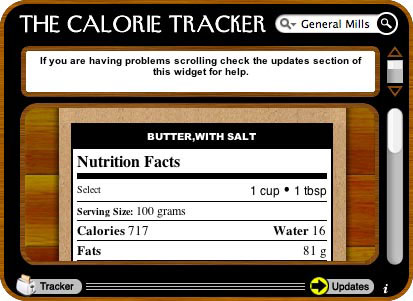 THE CALORIE TRACKER
General Mills
If you are having problems scrolling check the updates section of
this widget for help.
BUTTER,WITH SALT
Nutrition Facts
Select 1 cup • 1 tbsp
Serving Size: 100 grams
Calories 717 Water 16
Fats 81 g
Tracker Updates i